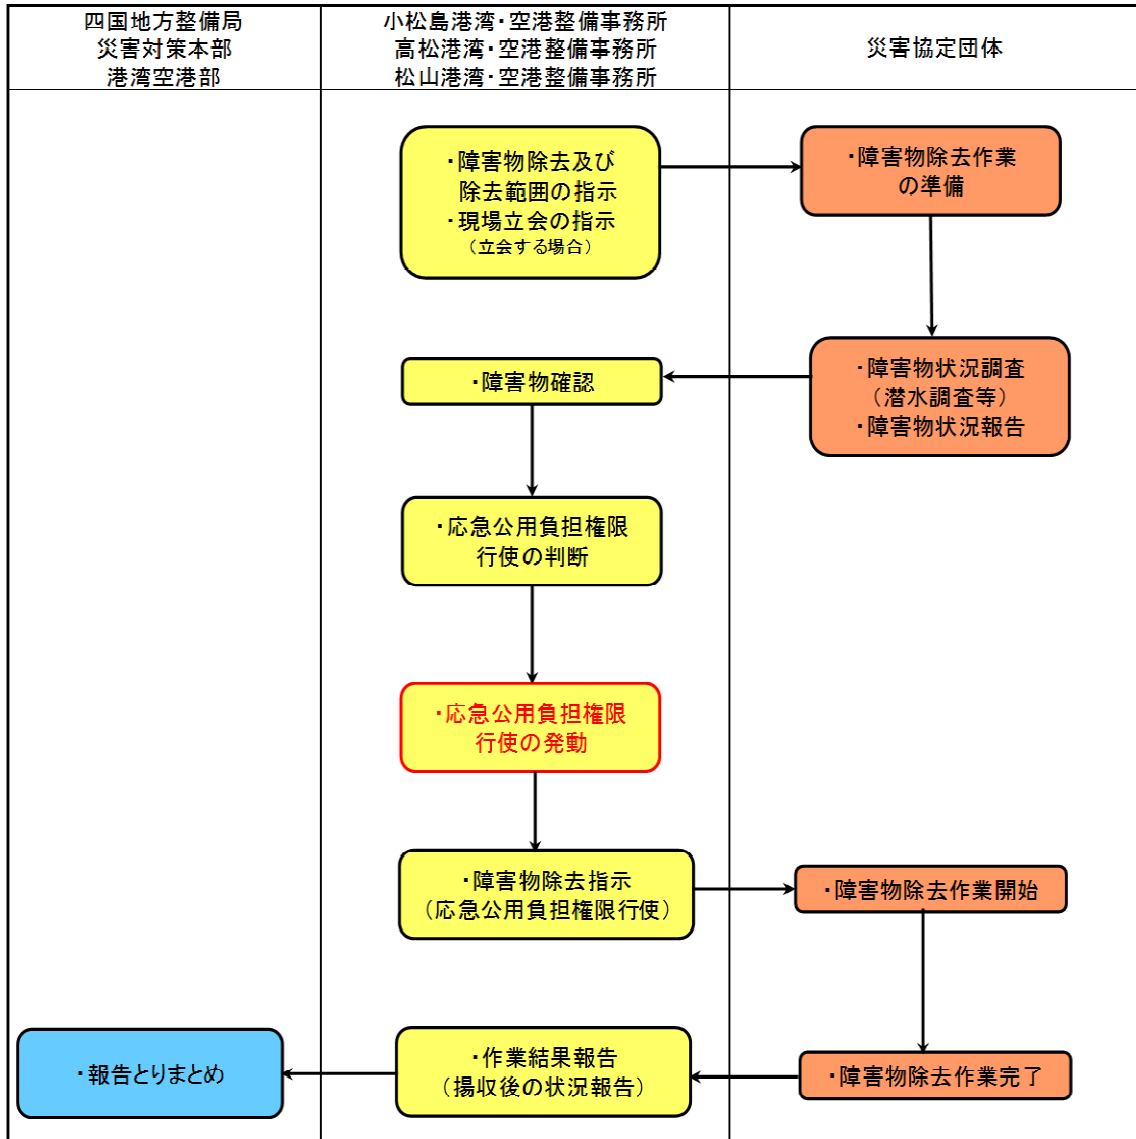 四国地方整備局
災害対策本部
港湾空港部
小松島港湾・空港整備事務所
高松港湾・空港整備事務所
松山港湾・空港整備事務所
災害協定団体
・障害物除去及び
除去範囲の指示
・現場立会の指示
（立会する場合）
・障害物除去作業
の準備
・障害物状況調査
（潜水調査等）
・障害物状況報告
・障害物確認
・応急公用負担権限
行使の判断
・応急公用負担権限
行使の発動
・障害物除去指示
（応急公用負担権限行使）
・障害物除去作業開始
・障害物除去作業完了
・作業結果報告
（揚収後の状況報告）
・報告とりまとめ